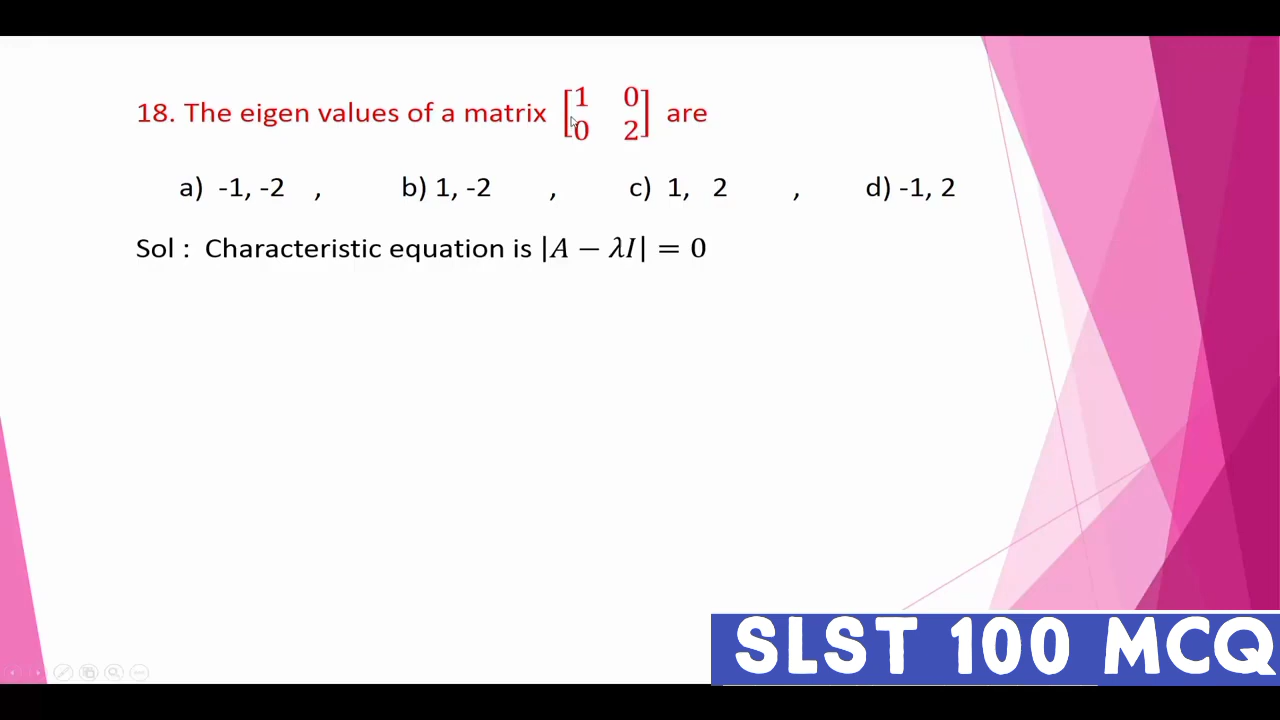 18. The eigen values of a matrix [1 0
0 2] are
a) -1, -2 , b) 1, -2 , c) 1, 2 , d) -1, 2
Sol : Characteristic equation is |A − λI| = 0
SLST 100 MCQ